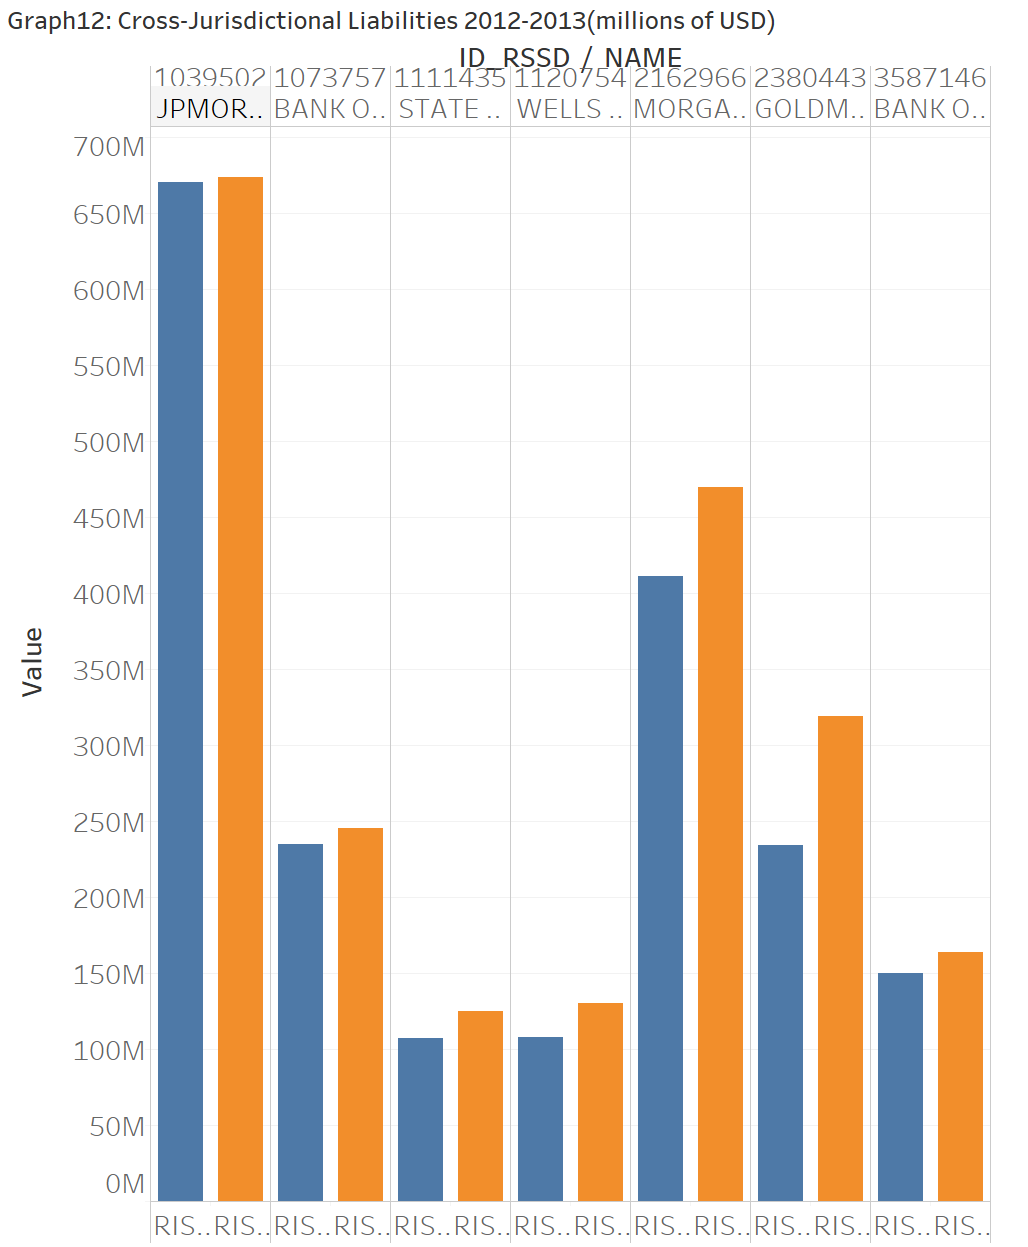 Graph12: Cross-Jurisdictional Liabilities 2012-2013(millions of USD)
ID_RSSD / NAME
1039502 1073757 1111435 1120754 2162966 2380443 3587146
JPMOR.. BANK O.. STATE .. WELLS .. MORGA.. GOLDM.. BANK O..
700M
650M
600M
550M
500M
450M
400M
350M
300M
250M
200M
150M
100M
50M
0M
Value
RIS.. RIS.. RIS.. RIS.. RIS.. RIS.. RIS.. RIS.. RIS.. RIS.. RIS.. RIS.. RIS.. RIS..